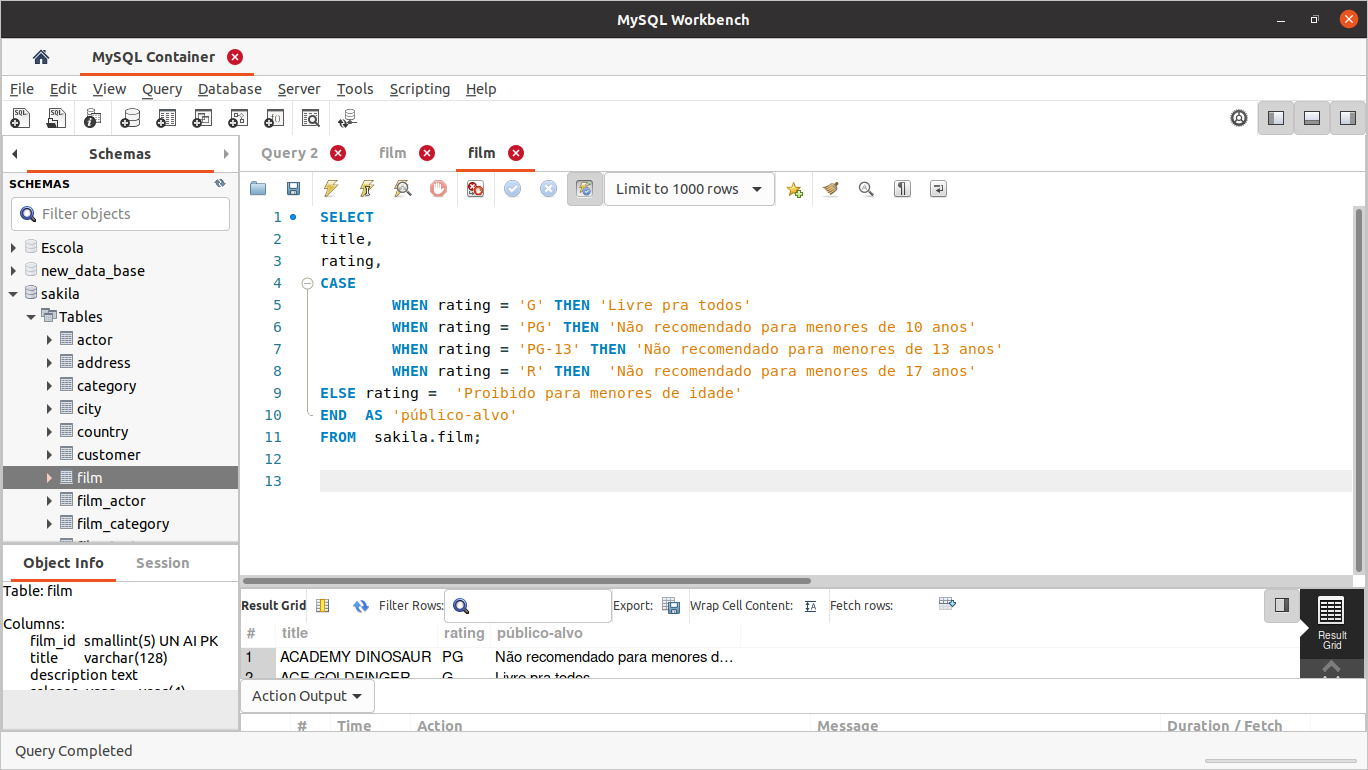 MySQL Workbench
MySQL Container
File Edit View Query Database Server Tools Scripting Help
Schemas
SCHEMAS
Filter objects
Escola
new_data_base
sakila
Tables
actor
address
category
city
country
customer
film
film_actor
film_category
Object Info Session
Table: film
Columns:
film_id smallint(5) UN AI PK
title varchar(128)
description text
Query 2 film film
Limit to 1000 rows
1 SELECT
2 title,
3 rating,
4 CASE
5 WHEN rating = 'G' THEN 'Livre pra todos'
6 WHEN rating = 'PG' THEN 'Não recomendado para menores de 10 anos'
7 WHEN rating = 'PG-13' THEN 'Não recomendado para menores de 13 anos'
8 WHEN rating = 'R' THEN  'Não recomendado para menores de 17 anos'
9 ELSE rating =  'Proibido para menores de idade'
10 END  AS 'público-alvo'
11 FROM  sakila.film;
12
13
Result Grid Filter Rows: Export: Wrap Cell Content: Fetch rows:
# title rating público-alvo
1 ACADEMY DINOSAUR PG Não recomendado para menores d...
2 ACE GOLDFINGER G Livre pra todos
Result
Grid
Action Output
# Time Action Message Duration / Fetch
Query Completed